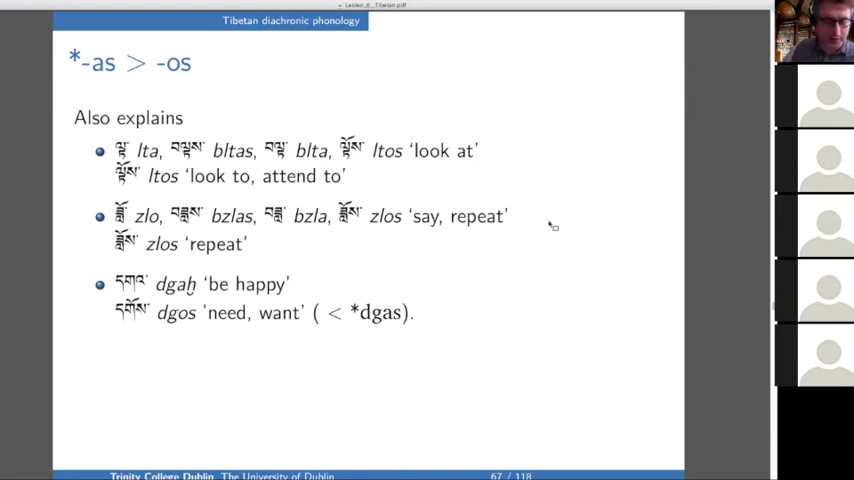 Leiden_6__Tibetan.pdf
Tibetan diachronic phonology
*-as > -os
Also explains
ལྟ་ lta, བལྟས་ bltas, བལྟ་ blta, ལྟོས་ ltos ‘look at’
ལྟོས་ ltos ‘look to, attend to’
ཟློ་ zlo, བཟླས་ bzlas, བཟླ་ bzla, ཟློས་ zlos ‘say, repeat’
ཟློས་ zlos ‘repeat’
དགའ་ dgaḫ ‘be happy’
དགོས་ dgos ’need, want’ ( < *dgas).
Trinity College Dublin, The University of Dublin
67 / 118